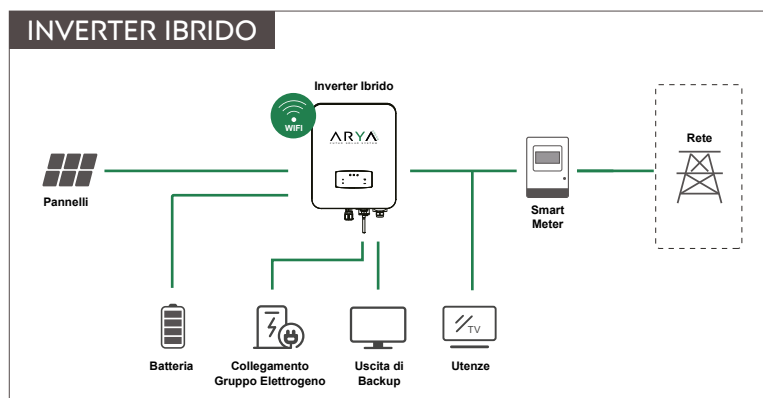 INVERTER IBRIDO
Inverter Ibrido
WIFI
ARYA
Pannelli
Smart
Meter
Rete
TV
Batteria
Collegamento
Gruppo Elettrogeno
Uscita di
Backup
Utenze